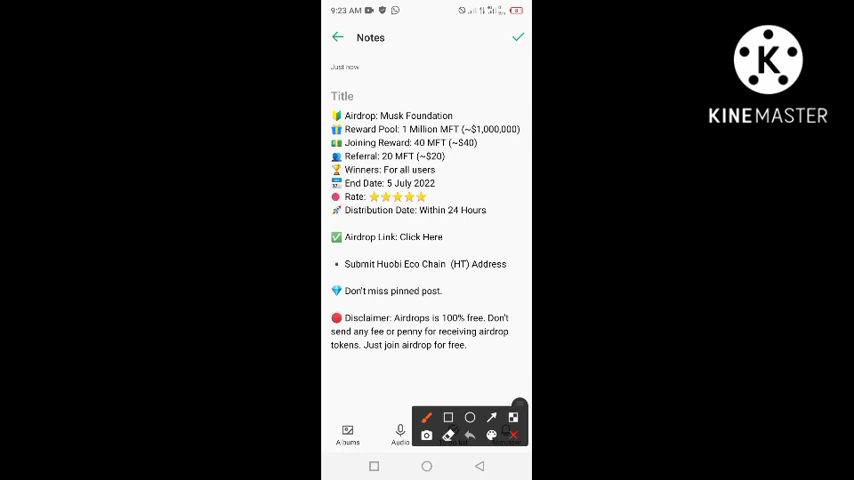 9:23 AM
Notes
Just now
Title
Airdrop: Musk Foundation
Reward Pool: 1 Million MFT (~$1,000,000)
Joining Reward: 40 MFT (~$40)
Referral: 20 MFT (~$20)
Winners: For all users
End Date: 5 July 2022
Rate: ⭐⭐⭐⭐⭐
Distribution Date: Within 24 Hours
Airdrop Link: Click Here
▪ Submit Huobi Eco Chain (HT) Address
Don't miss pinned post.
Disclaimer: Airdrops is 100% free. Don't
send any fee or penny for receiving airdrop
tokens. Just join airdrop for free.
Albums
Audio
K
KINEMASTER